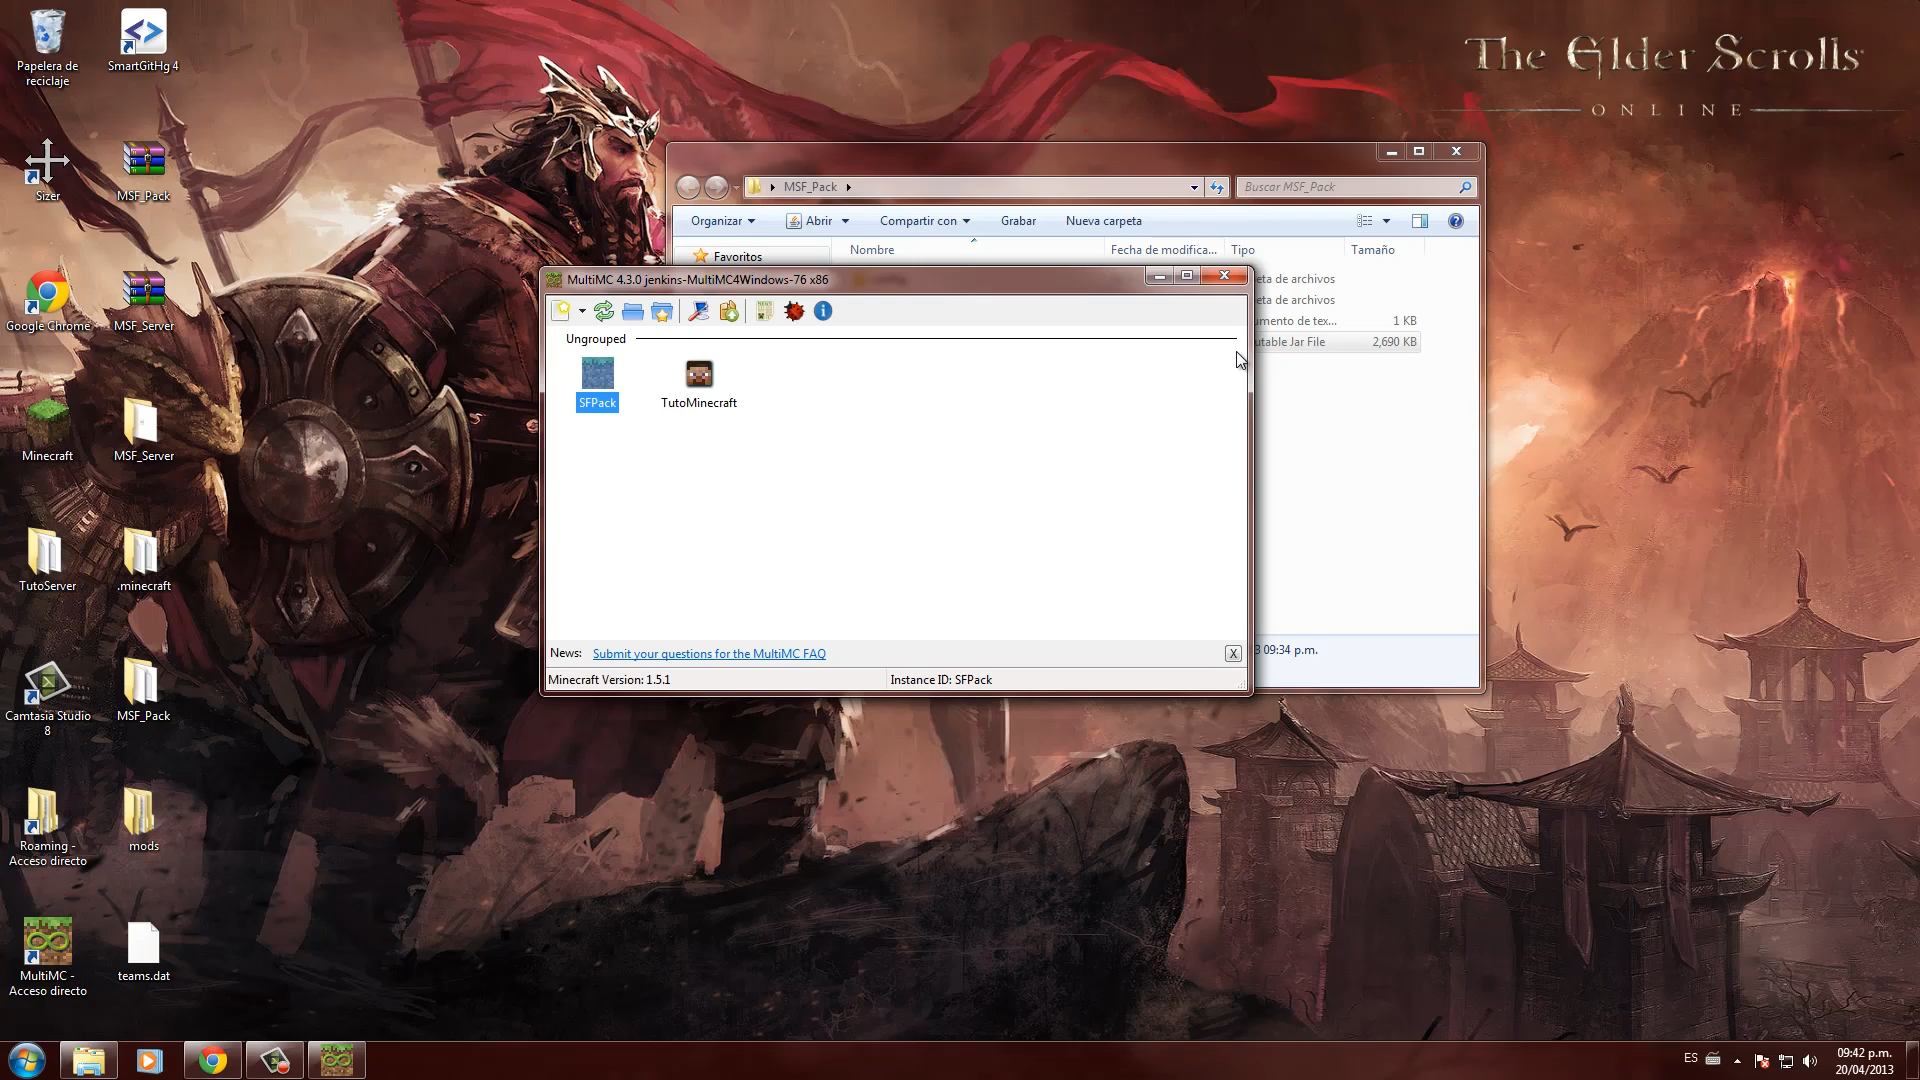 Papelera de
reciclaje
SmartGitHg 4
The Elder Scrolls
ONLINE
Sizer
MSF_Pack
Google Chrome
MSF_Server
Minecraft
MSF_Server
TutoServer
.minecraft
Camtasia Studio
8
MSF_Pack
Roaming -
Acceso directo
mods
MultiMC -
Acceso directo
teams.dat
MSF_Pack
Buscar MSF_Pack
Organizar
Abrir
Compartir con
Grabar
Nueva carpeta
Favoritos
Nombre
Fecha de modifica...
Tipo
Tamaño
eta de archivos
eta de archivos
umento de tex...
1 KB
utable Jar File
2,690 KB
3 09:34 p.m.
MultiMC 4.3.0 jenkins-MultiMC4Windows-76 x86
Ungrouped
SFPack
TutoMinecraft
News:
Submit your questions for the MultiMC FAQ
X
Minecraft Version: 1.5.1
Instance ID: SFPack
ES
09:42 p.m.
20/04/2013